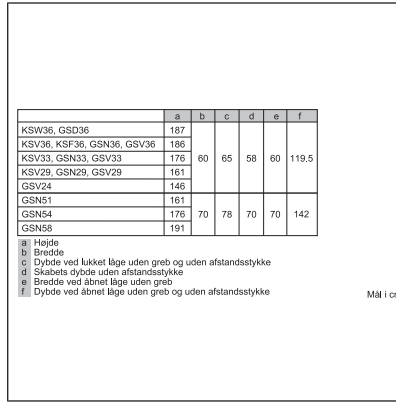 a b c d e f
KSW36, GSD36 187
KSV36, KSF36, GSN36, GSV36 186
KSV33, GSN33, GSV33 176 60 65 58 60 119.5
KSV29, GSN29, GSV29 161
GSV24 146
GSN51 161
GSN54 176 70 78 70 70 142
GSN58 191
a Højde
b Bredde
c Dybde ved lukket låge uden greb og uden afstandsstykke
d Skabets dybde uden afstandsstykke
e Bredde ved åbnet låge uden greb
f Dybde ved åbnet låge uden greb og uden afstandsstykke
Mål i cr